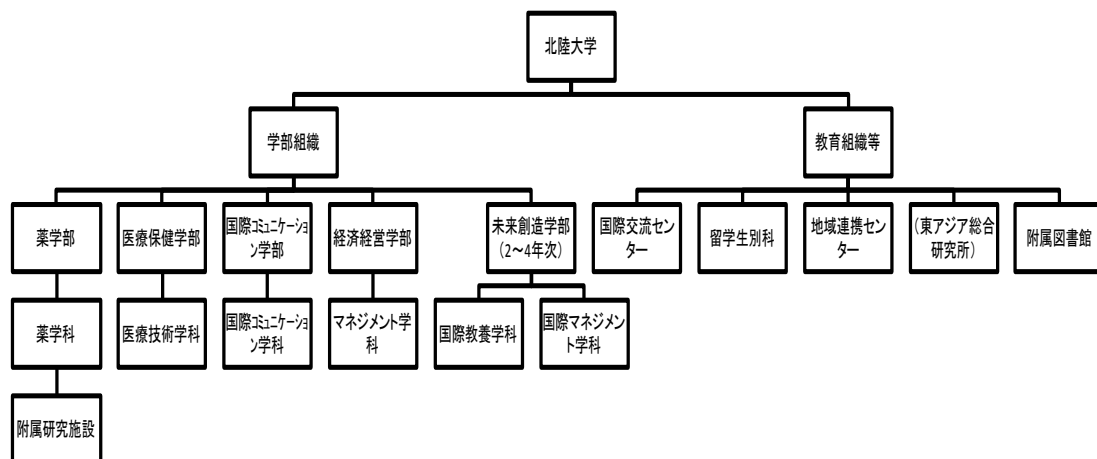 北陸大学
学部組織
教育組織等
薬学部
医療保健学部
国際コミュニケーショ
ン学部
経済経営学部
未来創造学部
(2〜4年次)
国際交流セン
ター
留学生別科
地域連携セン
ター
(東アジア総合
研究所)
附属図書館
薬学科
医療技術学科
国際コミュニケーショ
ン学科
マネジメント学
科
国際教養学科
国際マネジメン
ト学科
附属研究施設